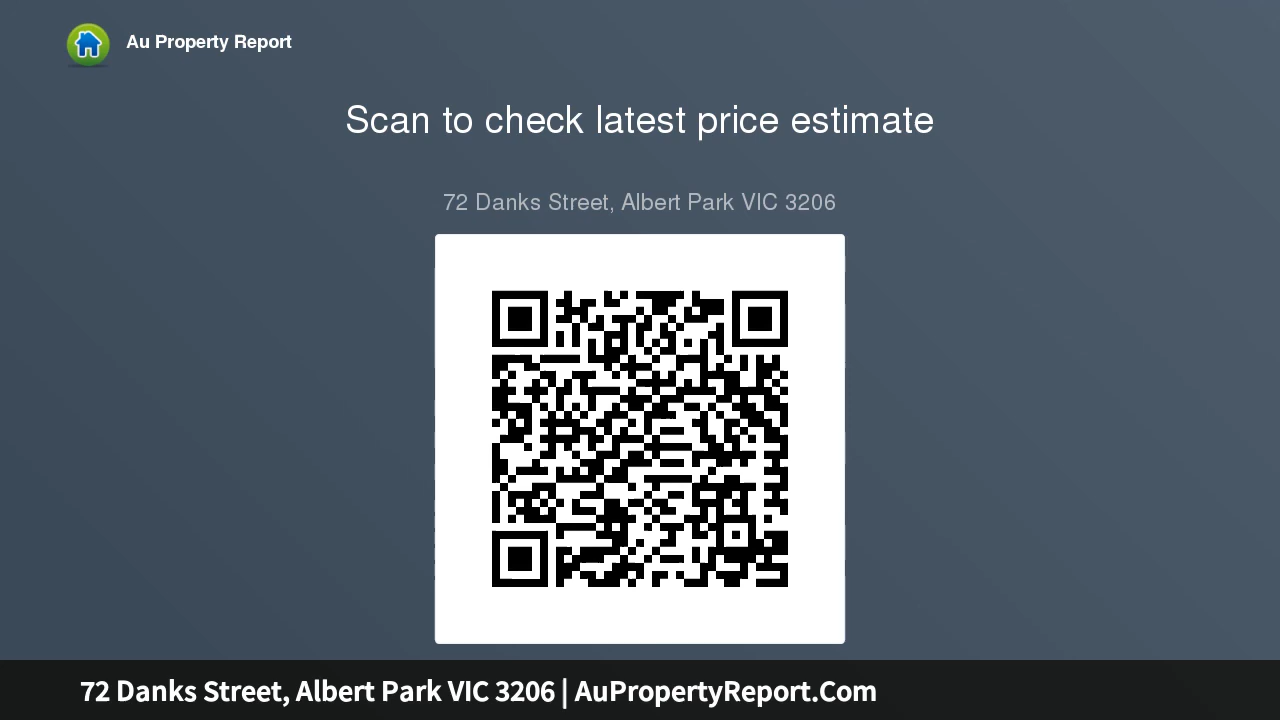 Au Property Report
Scan to check latest price estimate
72 Danks Street, Albert Park VIC 3206
72 Danks Street, Albert Park VIC 3206 | AuPropertyReport.Com